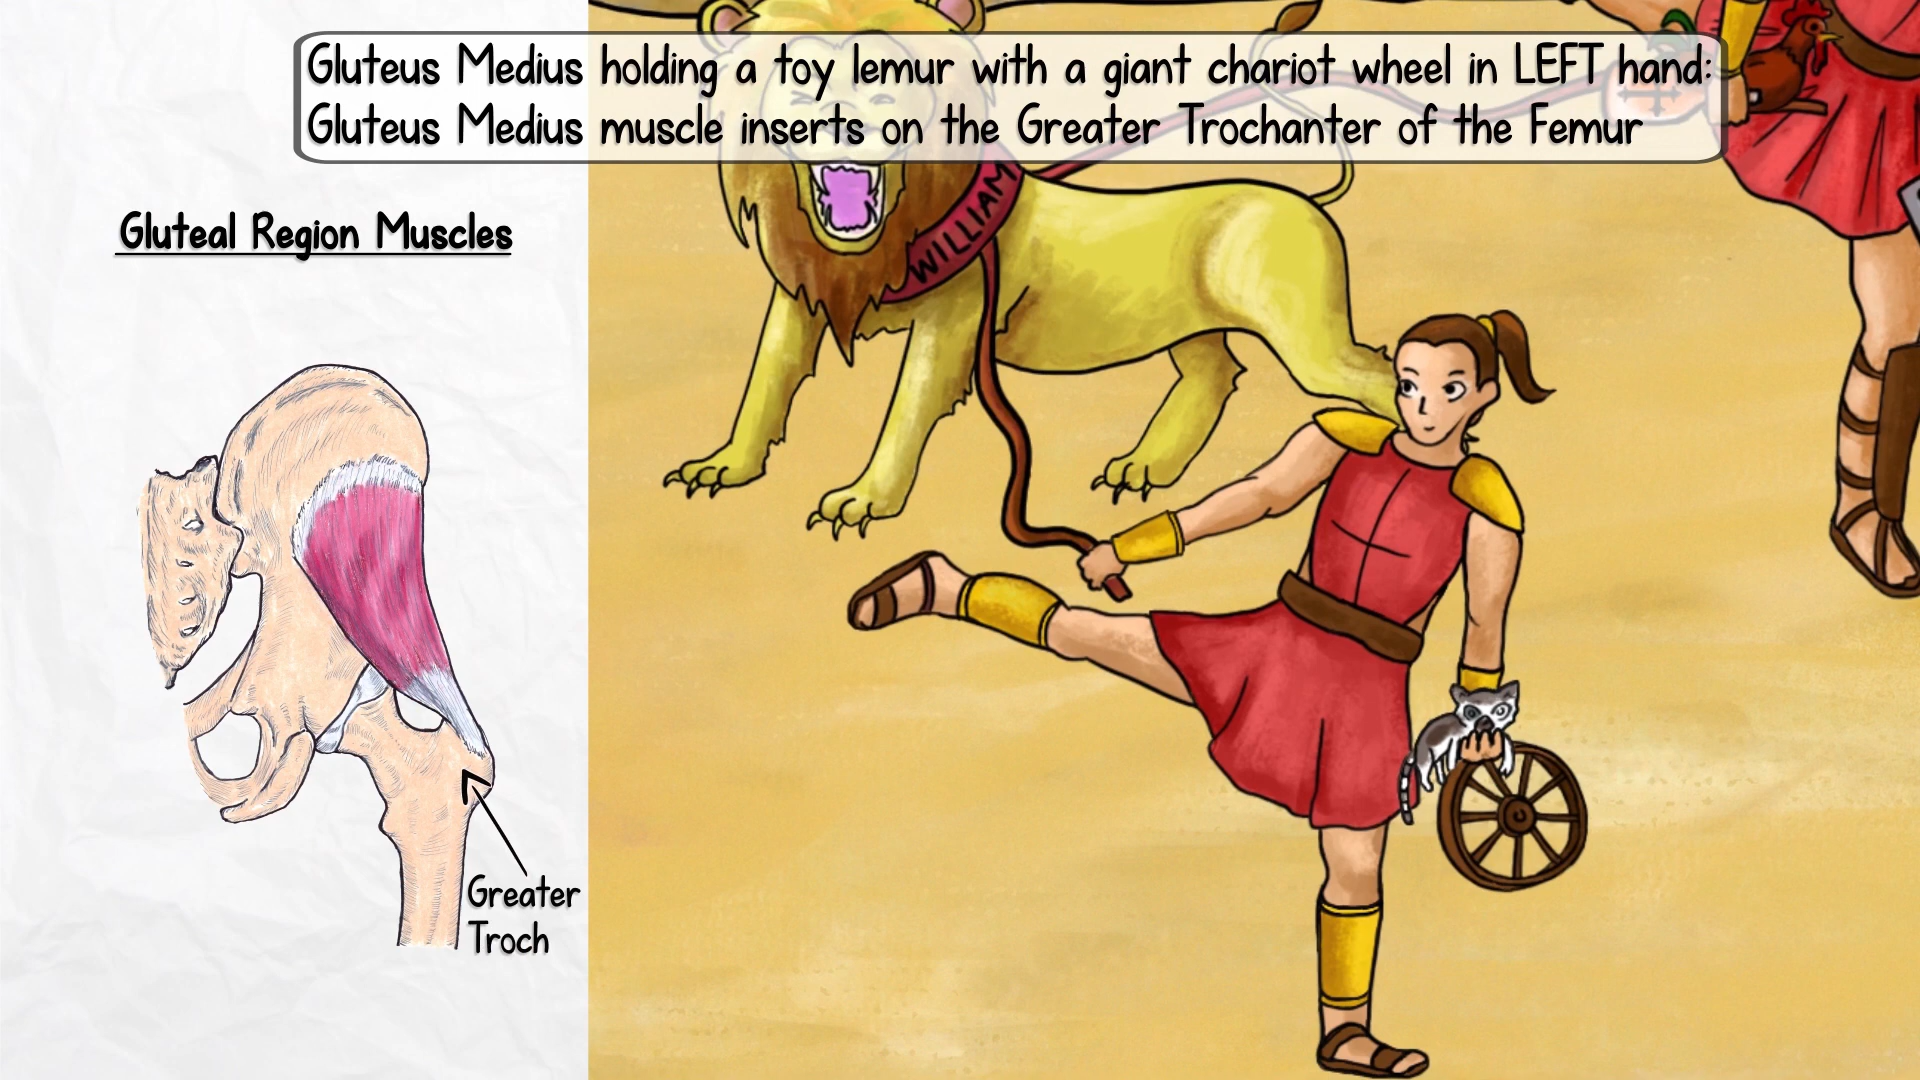 Gluteus Medius holding a toy lemur with a giant chariot wheel in LEFT hand:
Gluteus Medius muscle inserts on the Greater Trochanter of the Femur
Gluteal Region Muscles
WILLIAM
Greater
Troch